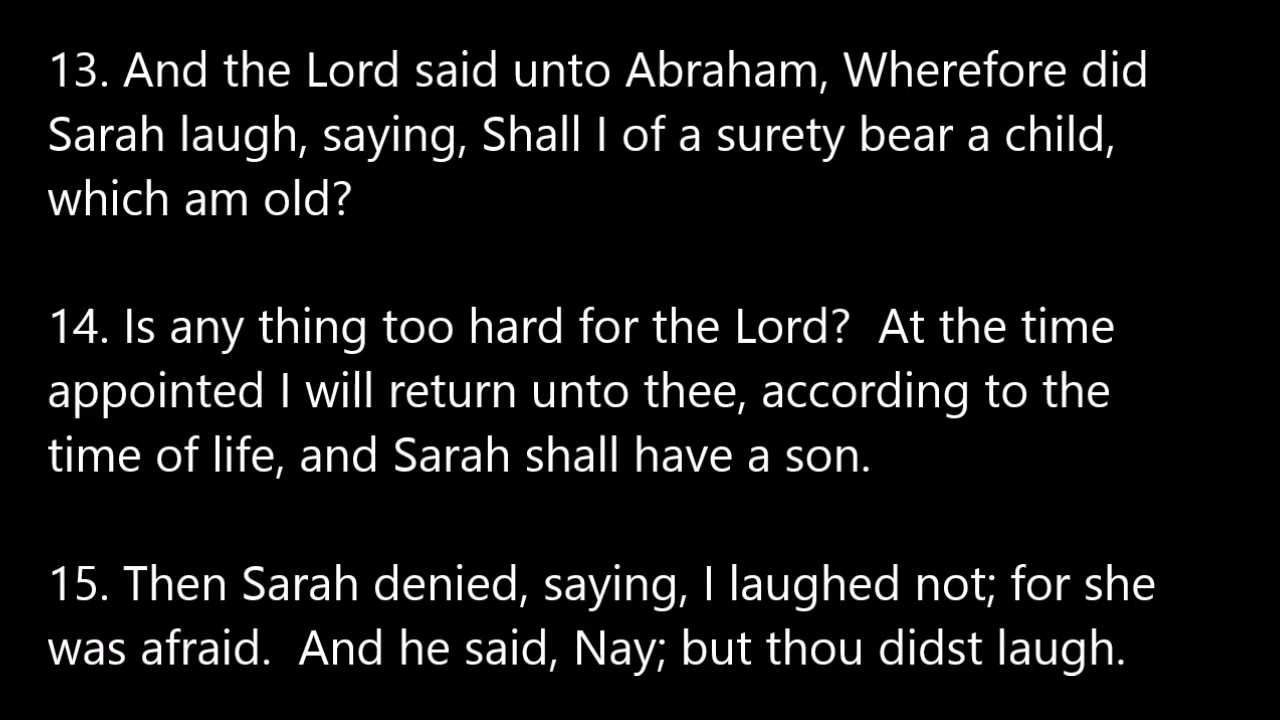 13. And the Lord said unto Abraham, Wherefore did
Sarah laugh, saying, Shall I of a surety bear a child,
which am old?
14. Is any thing too hard for the Lord?  At the time
appointed I will return unto thee, according to the
time of life, and Sarah shall have a son.
15. Then Sarah denied, saying, I laughed not; for she
was afraid.  And he said, Nay; but thou didst laugh.